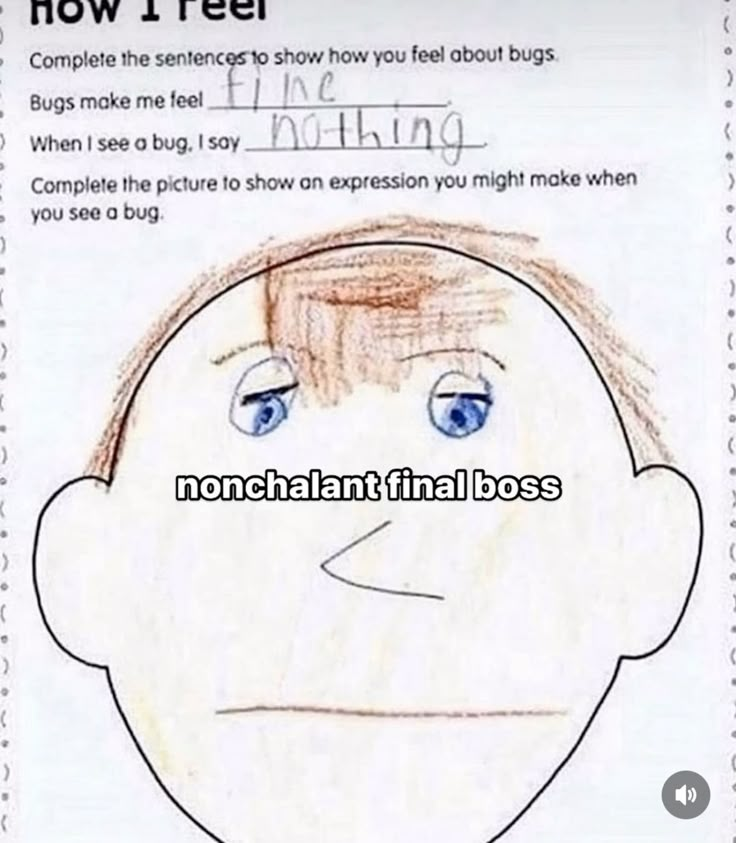 How I Feel
Complete the sentences to show how you feel about bugs.
Bugs make me feel fine.
When I see a bug, I say nothing.
Complete the picture to show an expression you might make when
you see a bug.
nonchalant final boss